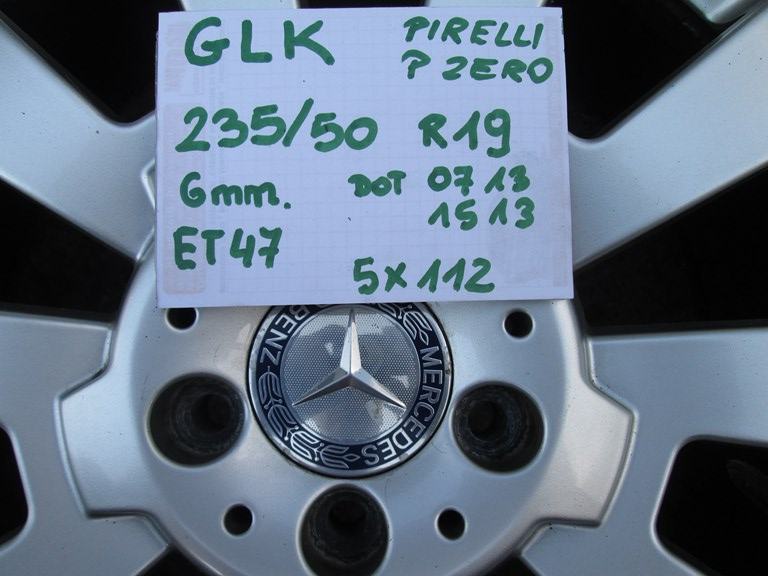 GLK PIRELLI
P ZERO
235/50 R19
6mm. DOT 07 13
15 13
ET47
5x112
MERCEDES
BENZ